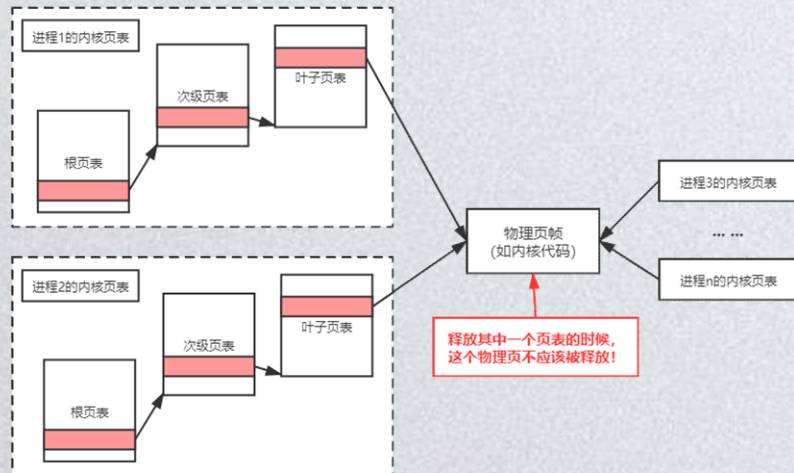 进程1的内核页表
叶子页表
次级页表
根页表
进程2的内核页表
叶子页表
次级页表
根页表
物理页帧
(如内核代码)
释放其中一个页表的时候，
这个物理页不应该被释放！
进程3的内核页表
... ...
进程n的内核页表